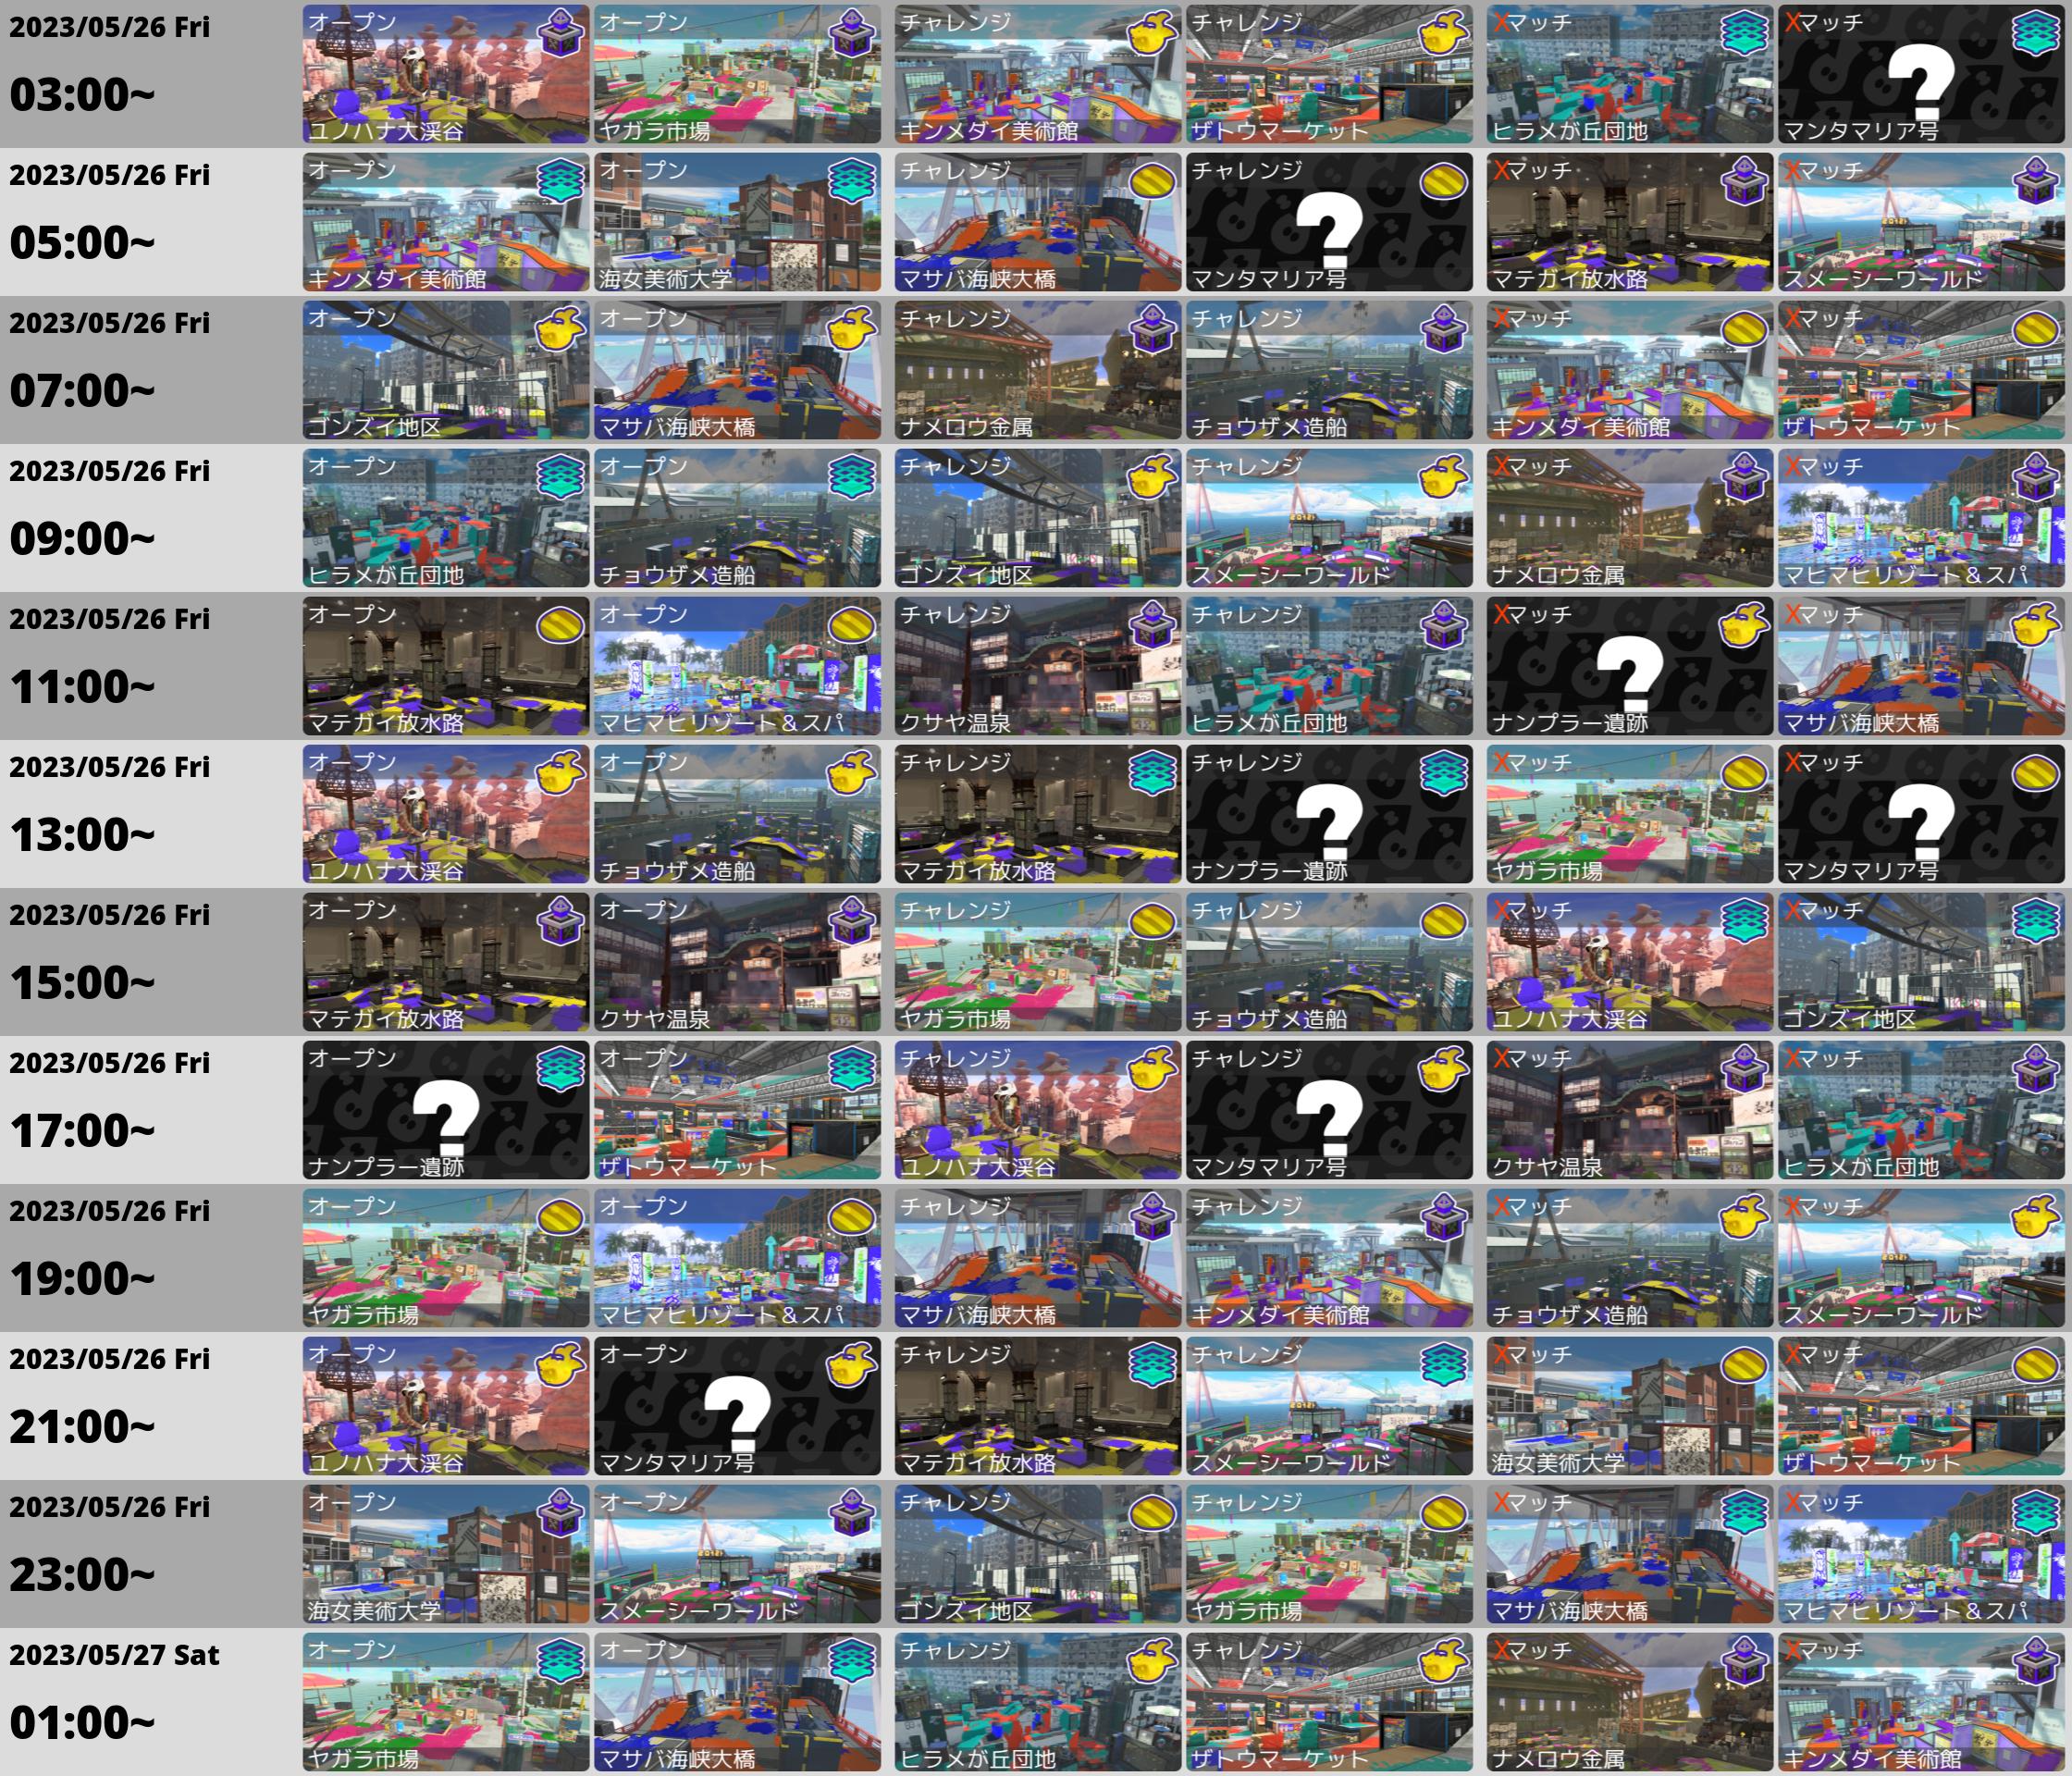 2023/05/26 Fri
03:00~
オープン
ユノハナ大渓谷
オープン
ヤガラ市場
チャレンジ
キンメダイ美術館
チャレンジ
ザトウマーケット
Xマッチ
ヒラメが丘団地
Xマッチ
マンタマリア号
2023/05/26 Fri
05:00~
オープン
キンメダイ美術館
オープン
海女美術大学
チャレンジ
マサバ海峡大橋
チャレンジ
マンタマリア号
Xマッチ
マテガイ放水路
Xマッチ
スメーシーワールド
2023/05/26 Fri
07:00~
オープン
ゴンズイ地区
オープン
マサバ海峡大橋
チャレンジ
ナメロウ金属
チャレンジ
チョウザメ造船
Xマッチ
キンメダイ美術館
Xマッチ
ザトウマーケット
2023/05/26 Fri
09:00~
オープン
ヒラメが丘団地
オープン
チョウザメ造船
チャレンジ
ゴンズイ地区
チャレンジ
スメーシーワールド
Xマッチ
ナメロウ金属
Xマッチ
マヒマヒリゾート＆スパ
2023/05/26 Fri
11:00~
オープン
マテガイ放水路
オープン
マヒマヒリゾート＆スパ
チャレンジ
クサヤ温泉
チャレンジ
ヒラメが丘団地
Xマッチ
ナンプラー遺跡
Xマッチ
マサバ海峡大橋
2023/05/26 Fri
13:00~
オープン
ユノハナ大渓谷
オープン
チョウザメ造船
チャレンジ
マテガイ放水路
チャレンジ
ナンプラー遺跡
Xマッチ
ヤガラ市場
Xマッチ
マンタマリア号
2023/05/26 Fri
15:00~
オープン
マテガイ放水路
オープン
クサヤ温泉
チャレンジ
ヤガラ市場
チャレンジ
チョウザメ造船
Xマッチ
ユノハナ大渓谷
Xマッチ
ゴンズイ地区
2023/05/26 Fri
17:00~
オープン
ナンプラー遺跡
オープン
ザトウマーケット
チャレンジ
ユノハナ大渓谷
チャレンジ
マンタマリア号
Xマッチ
クサヤ温泉
Xマッチ
ヒラメが丘団地
2023/05/26 Fri
19:00~
オープン
ヤガラ市場
オープン
マヒマヒリゾート＆スパ
チャレンジ
マサバ海峡大橋
チャレンジ
キンメダイ美術館
Xマッチ
チョウザメ造船
Xマッチ
スメーシーワールド
2023/05/26 Fri
21:00~
オープン
ユノハナ大渓谷
オープン
マンタマリア号
チャレンジ
マテガイ放水路
チャレンジ
スメーシーワールド
Xマッチ
海女美術大学
Xマッチ
ザトウマーケット
2023/05/26 Fri
23:00~
オープン
海女美術大学
オープン
スメーシーワールド
チャレンジ
ゴンズイ地区
チャレンジ
ヤガラ市場
Xマッチ
マサバ海峡大橋
Xマッチ
マヒマヒリゾート＆スパ
2023/05/27 Sat
01:00~
オープン
ヤガラ市場
オープン
マサバ海峡大橋
チャレンジ
ヒラメが丘団地
チャレンジ
ザトウマーケット
Xマッチ
ナメロウ金属
Xマッチ
キンメダイ美術館